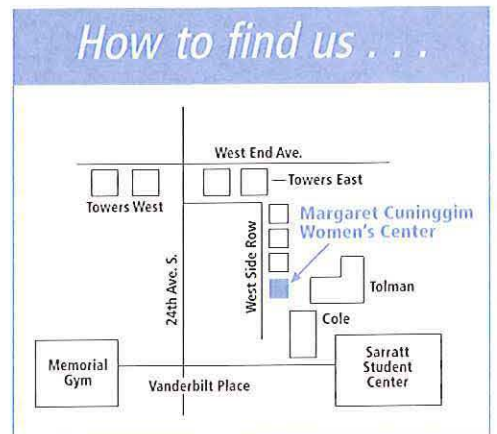 How to find us . . .
West End Ave.
Towers West
Towers East
Margaret Cuninggim
Women's Center
24th Ave. S.
West Side Row
Tolman
Cole
Memorial
Gym
Vanderbilt Place
Sarratt
Student
Center